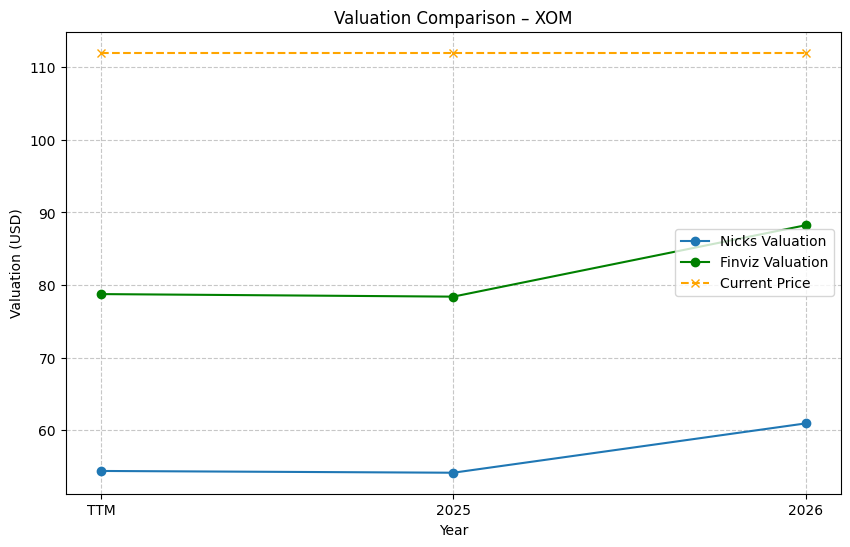 Valuation Comparison – XOM
Valuation (USD)
110
100
90
80
70
60
Nicks Valuation
Finviz Valuation
Current Price
TTM
2025
2026
Year